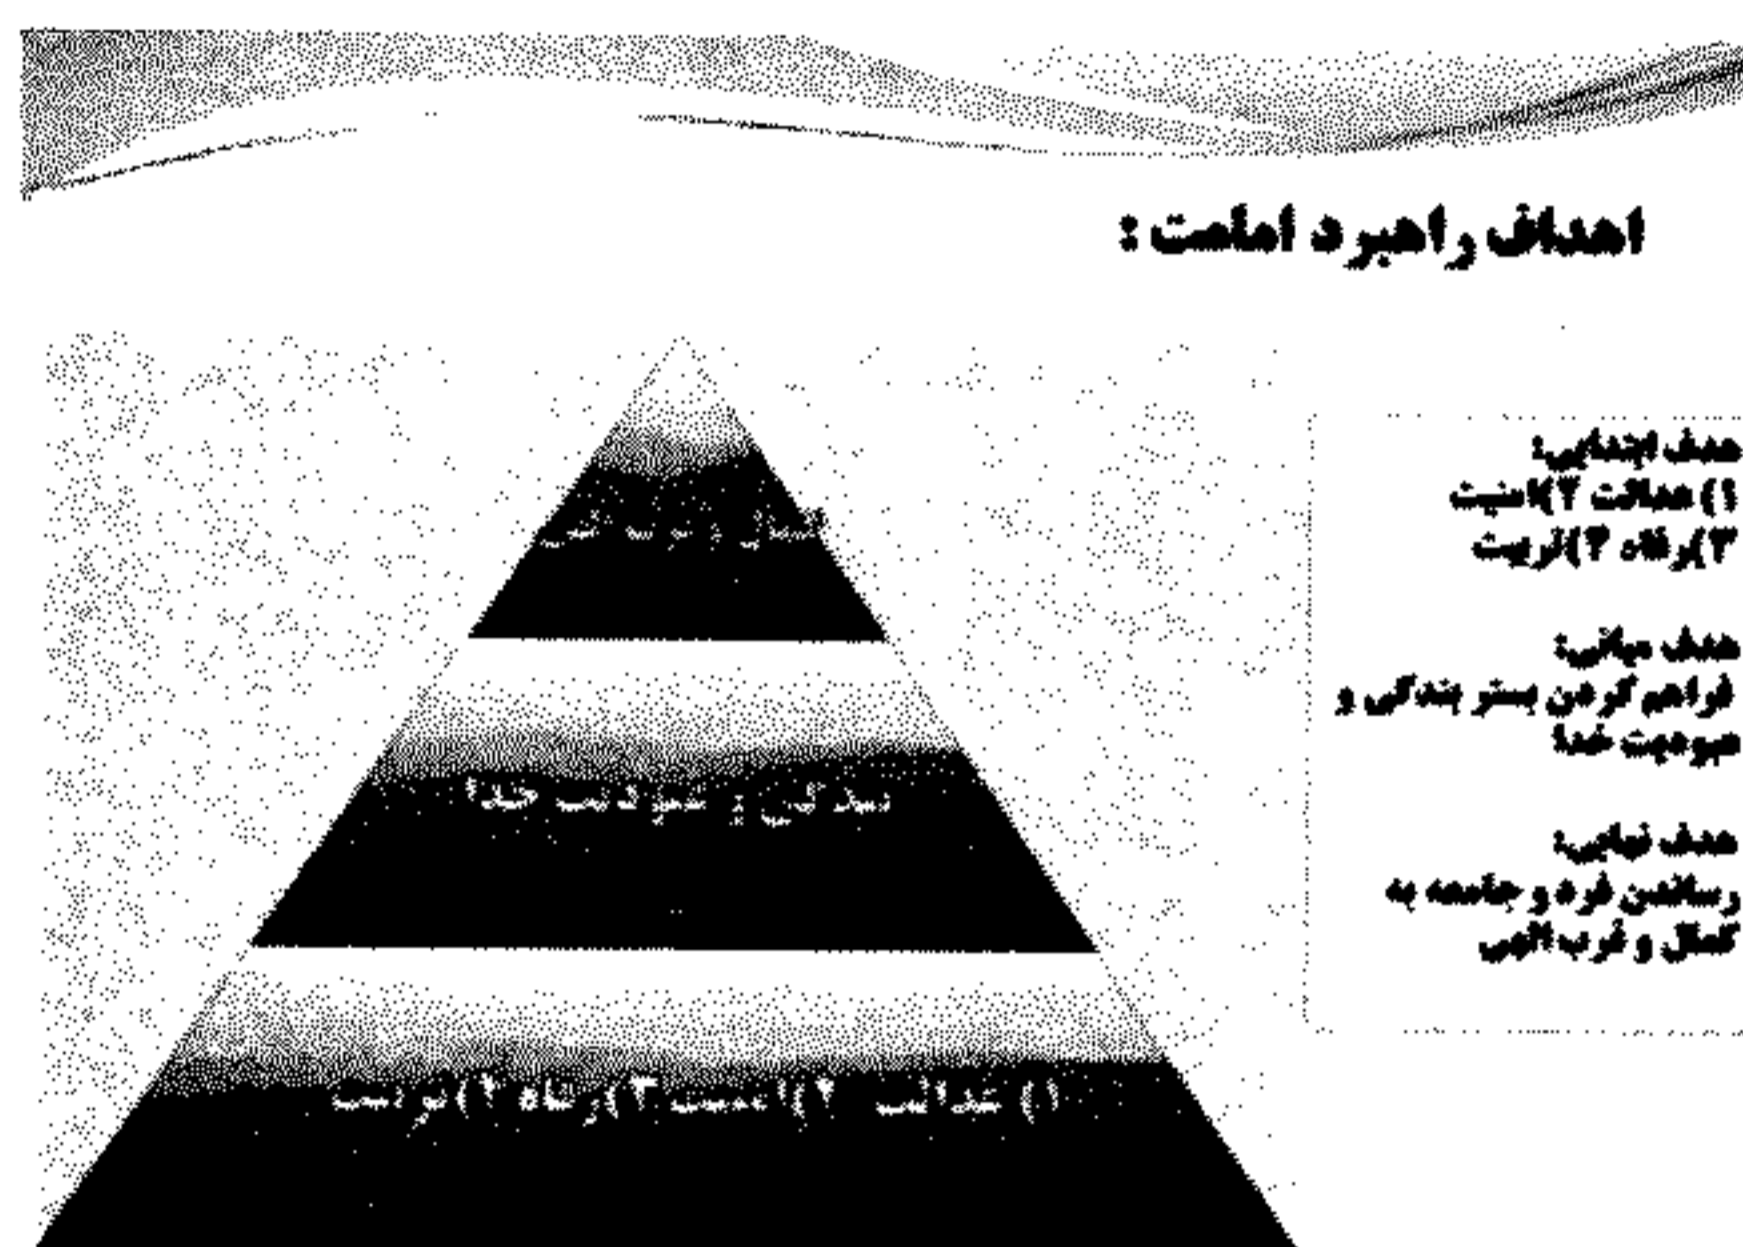 اهداف راهبرد امامت :
هدف ابتدایی:
۱) عدالت ۲)امنیت
۳)رفاه ۴)تربیت
هدف میانی:
فراهم کردن بستر بندگی و
عبودیت خدا
هدف نهایی:
رساندن فرد و جامعه به
کمال و قرب الهی
کمال و قرب الهی
بندگی و عبودیت خدا
۱) عدالت ۲)امنیت ۳)رفاه ۴)تربیت